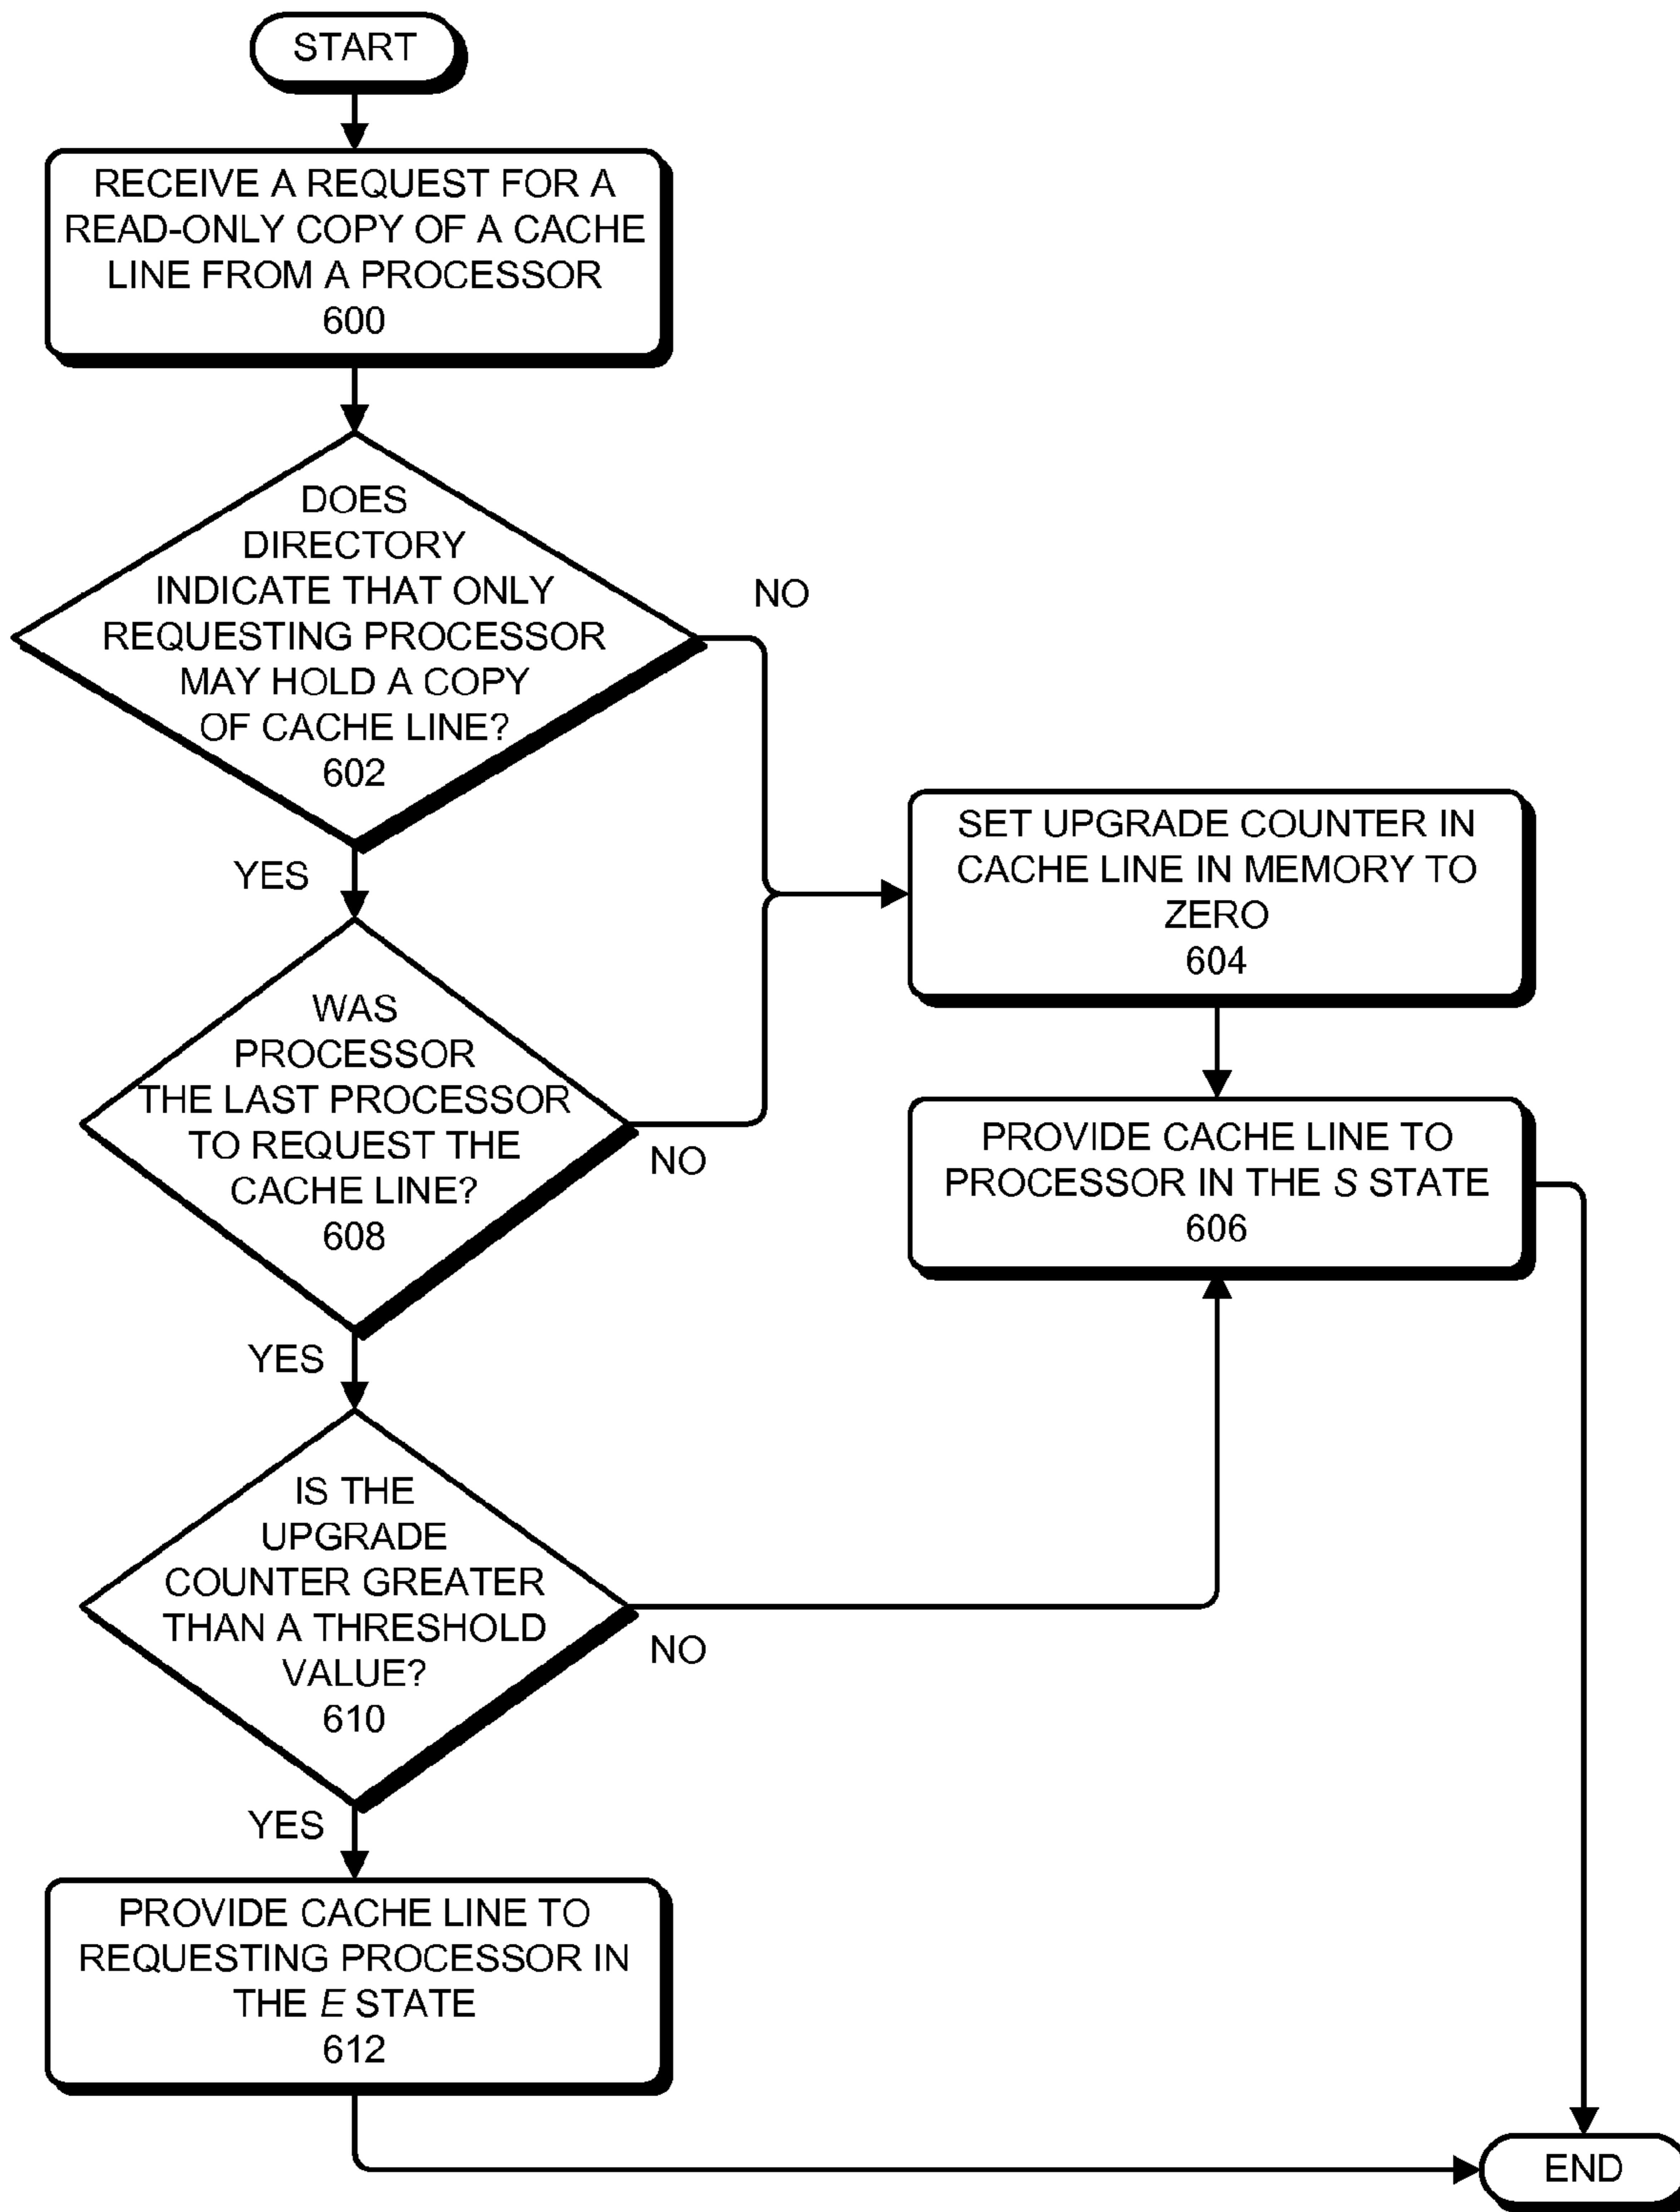 START
RECEIVE A REQUEST FOR A
READ-ONLY COPY OF A CACHE
LINE FROM A PROCESSOR
600
DOES
DIRECTORY
INDICATE THAT ONLY
REQUESTING PROCESSOR
MAY HOLD A COPY
OF CACHE LINE?
602
NO
YES
SET UPGRADE COUNTER IN
CACHE LINE IN MEMORY TO
ZERO
604
WAS
PROCESSOR
THE LAST PROCESSOR
TO REQUEST THE
CACHE LINE?
608
NO
YES
PROVIDE CACHE LINE TO
PROCESSOR IN THE S STATE
606
IS THE
UPGRADE
COUNTER GREATER
THAN A THRESHOLD
VALUE?
610
NO
YES
PROVIDE CACHE LINE TO
REQUESTING PROCESSOR IN
THE E STATE
612
END